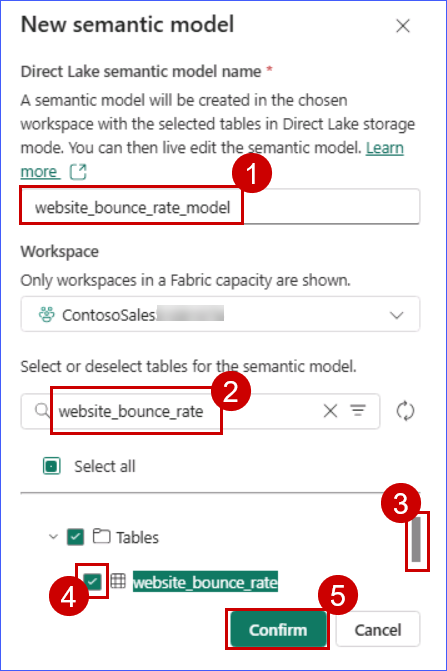 New semantic model
Direct Lake semantic model name *
A semantic model will be created in the chosen
workspace with the selected tables in Direct Lake storage
mode. You can then live edit the semantic model. Learn
more
1
website_bounce_rate_model
Workspace
Only workspaces in a Fabric capacity are shown.
ContosoSales
Select or deselect tables for the semantic model.
2
website_bounce_rate
Select all
3
Tables
4
website_bounce_rate
5
Confirm Cancel